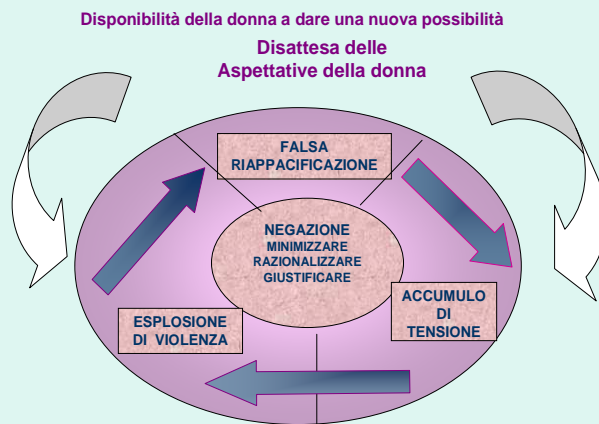 Disponibilità della donna a dare una nuova possibilità
Disattesa delle
Aspettative della donna
FALSA
RIAPPACIFICAZIONE
NEGAZIONE
MINIMIZZARE
RAZIONALIZZARE
GIUSTIFICARE
ACCUMULO
DI
TENSIONE
ESPLOSIONE
DI VIOLENZA